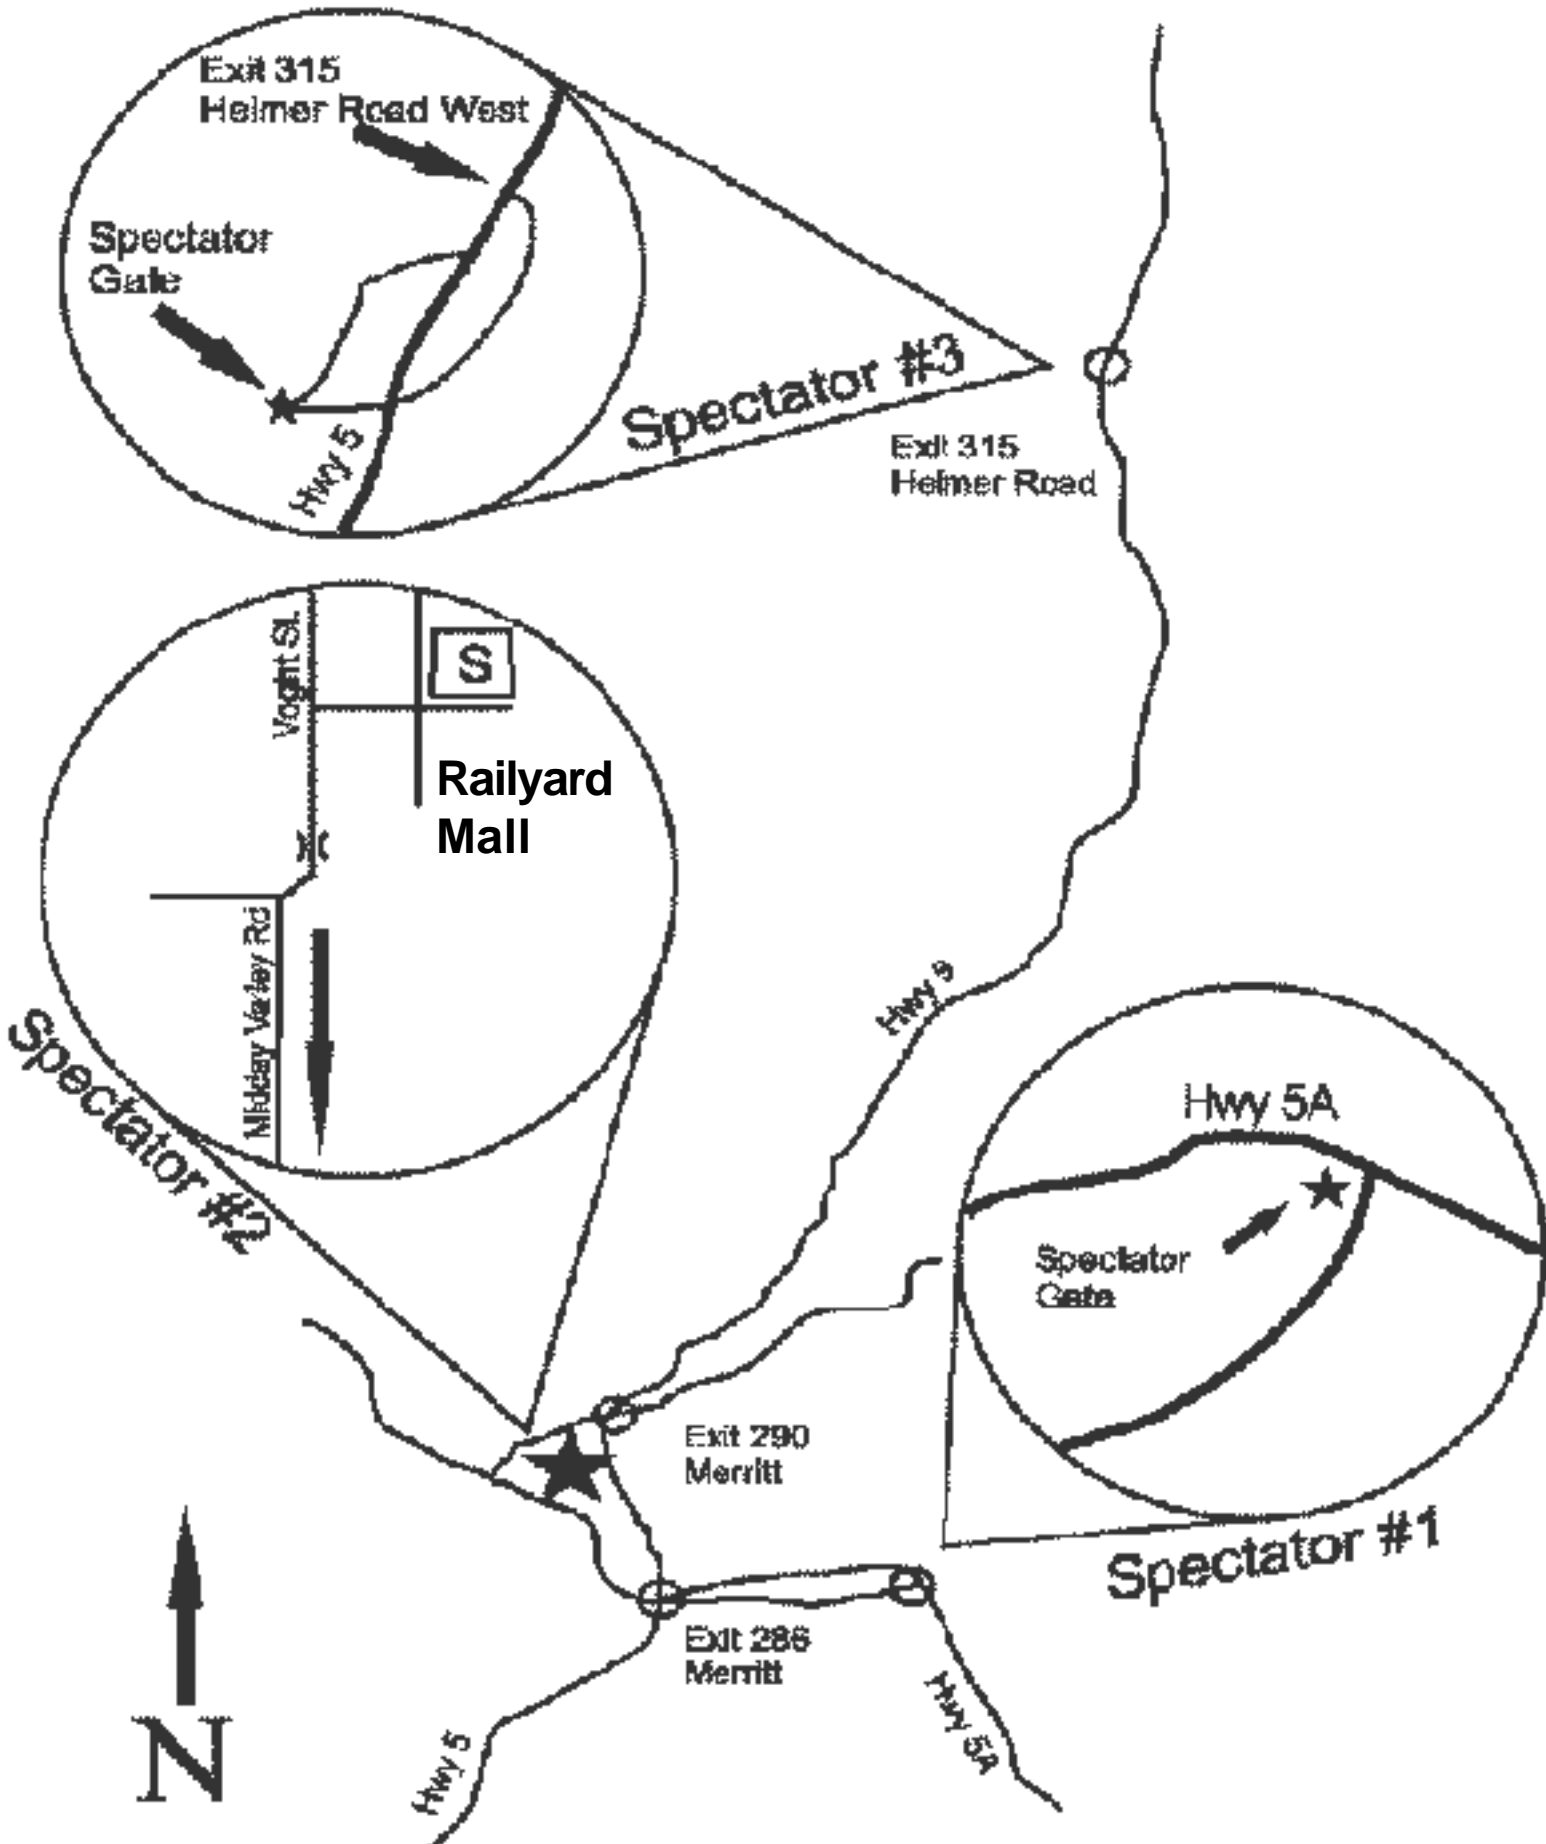 Exit 315
Helmer Road West
Spectator
Gate
Hwy 5
Spectator #3
Exit 315
Helmer Road
Voght St.
S
Railyard
Mall
Midday Valley Rd
Spectator #2
Hwy
Hwy 5A
Spectator
Gate
Spectator #1
Exit 290
Merritt
Exit 286
Merritt
Hwy 5
Hwy 5A
N